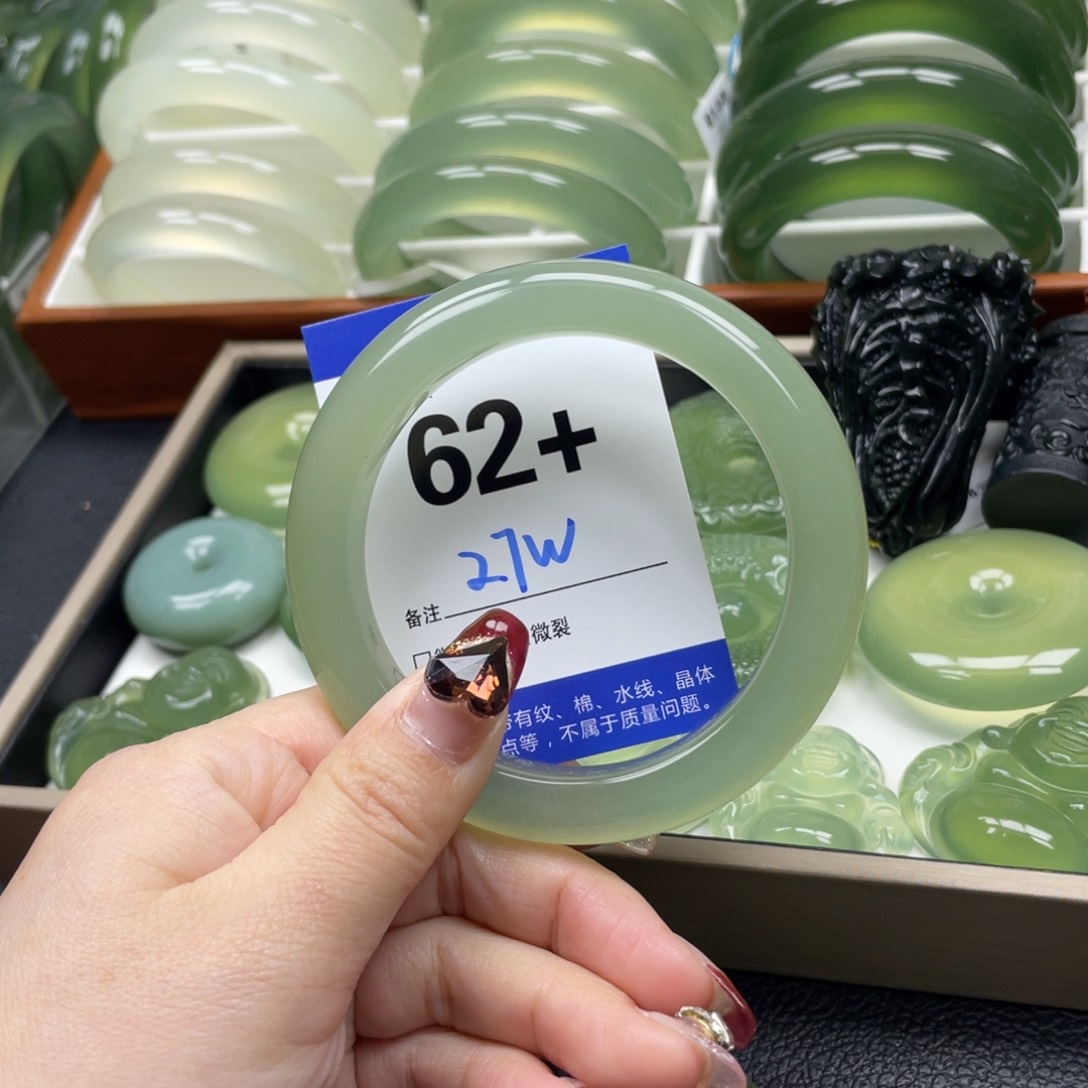 62+
27W
备注
微裂
有纹、棉、水线、晶体
点等，不属于质量问题。